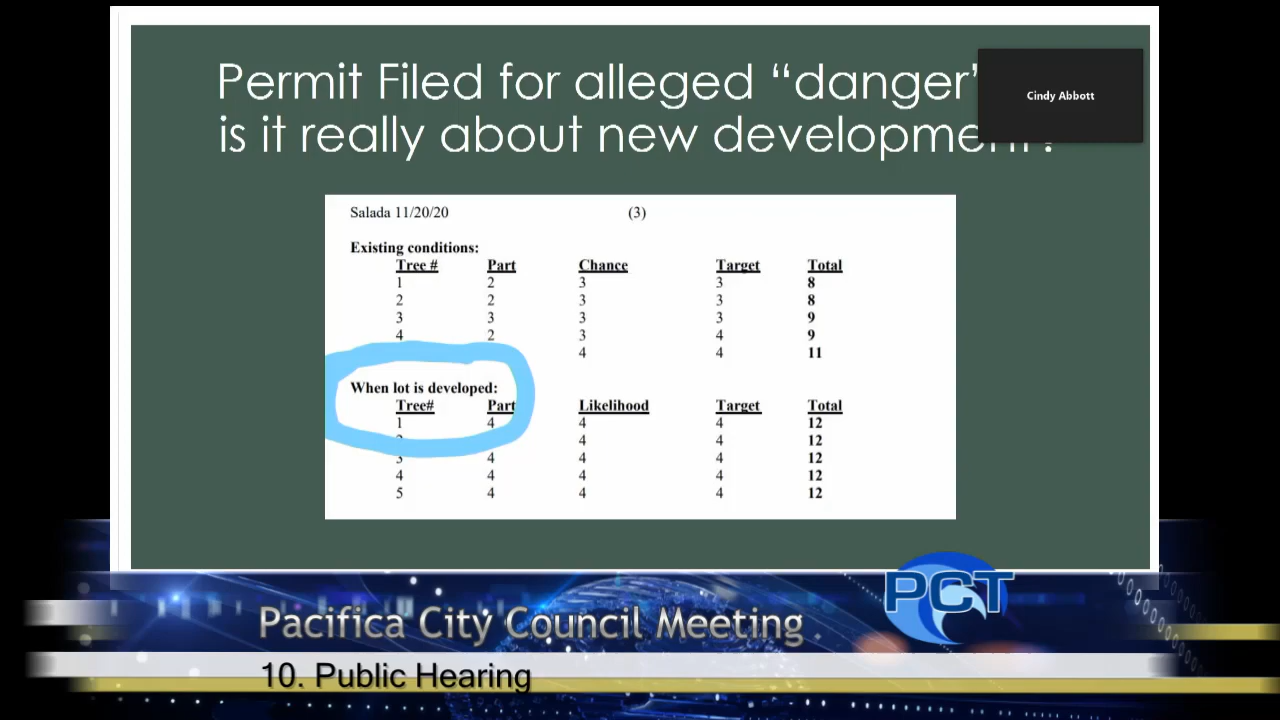 Permit Filed for alleged “danger”
Cindy Abbott
is it really about new development?
Salada 11/20/20 (3)
Existing conditions:
Tree # Part Chance Target Total
1 2 3 3 8
2 2 3 3 8
3 3 3 3 9
4 2 3 4 9
4 4 11
When lot is developed:
Tree# Part Likelihood Target Total
1 4 4 4 12
4 4 12
3 4 4 4 12
4 4 4 4 12
5 4 4 4 12
PCT
Pacifica City Council Meeting
10. Public Hearing